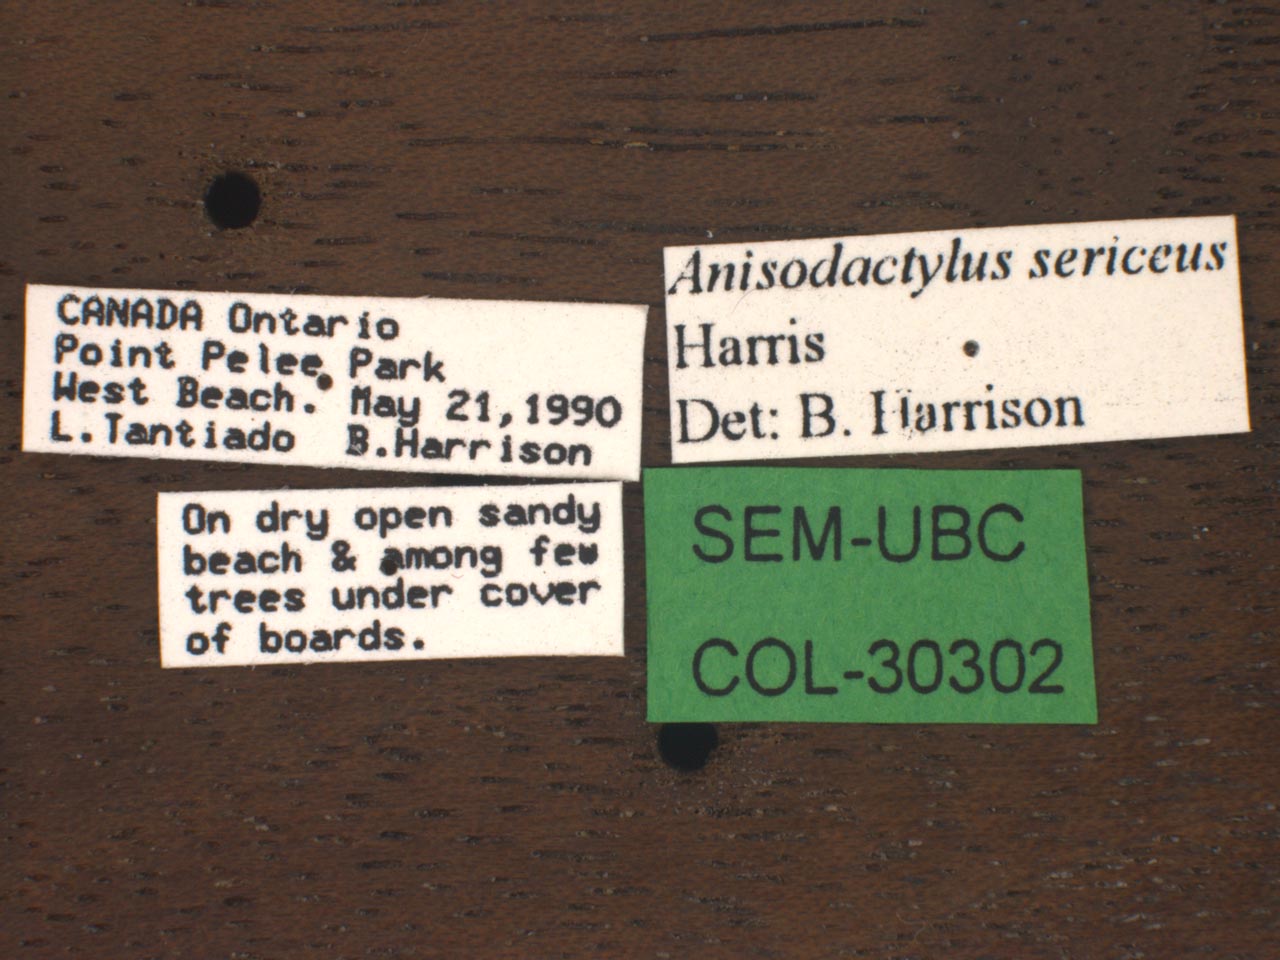 CANADA Ontario
Point Pelee Park
West Beach. May 21,1990
L.Tantiado B.Harrison
On dry open sandy
beach & among few
trees under cover
of boards.
Anisodactylus sericeus
Harris
Det: B. Harrison
SEM-UBC
COL-30302